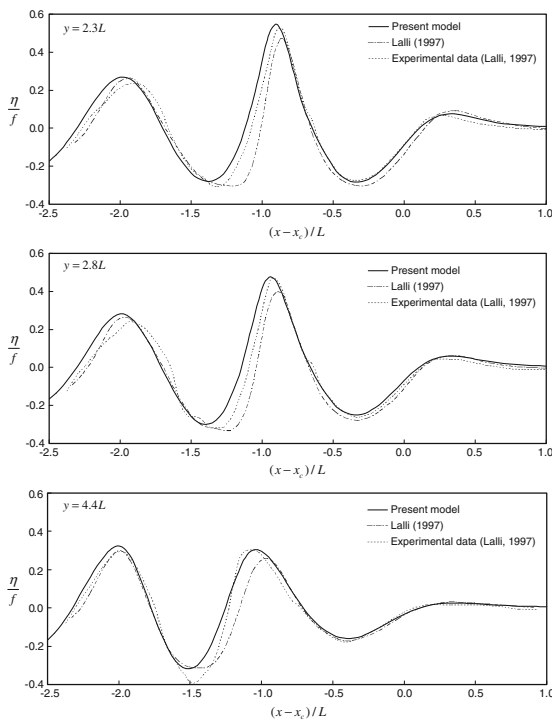 y = 2.3L
Present model
Lalli (1997)
Experimental data (Lalli, 1997)
η/f
0.6
0.4
0.2
0.0
-0.2
-0.4
-2.5 -2.0 -1.5 -1.0 -0.5 0.0 0.5 1.0
(x−x_c)/L
y = 2.8L
Present model
Lalli (1997)
Experimental data (Lalli, 1997)
η/f
0.6
0.4
0.2
0.0
-0.2
-0.4
-2.5 -2.0 -1.5 -1.0 -0.5 0.0 0.5 1.0
(x−x_c)/L
y = 4.4L
Present model
Lalli (1997)
Experimental data (Lalli, 1997)
η/f
0.6
0.4
0.2
0.0
-0.2
-0.4
-2.5 -2.0 -1.5 -1.0 -0.5 0.0 0.5 1.0
(x−x_c)/L